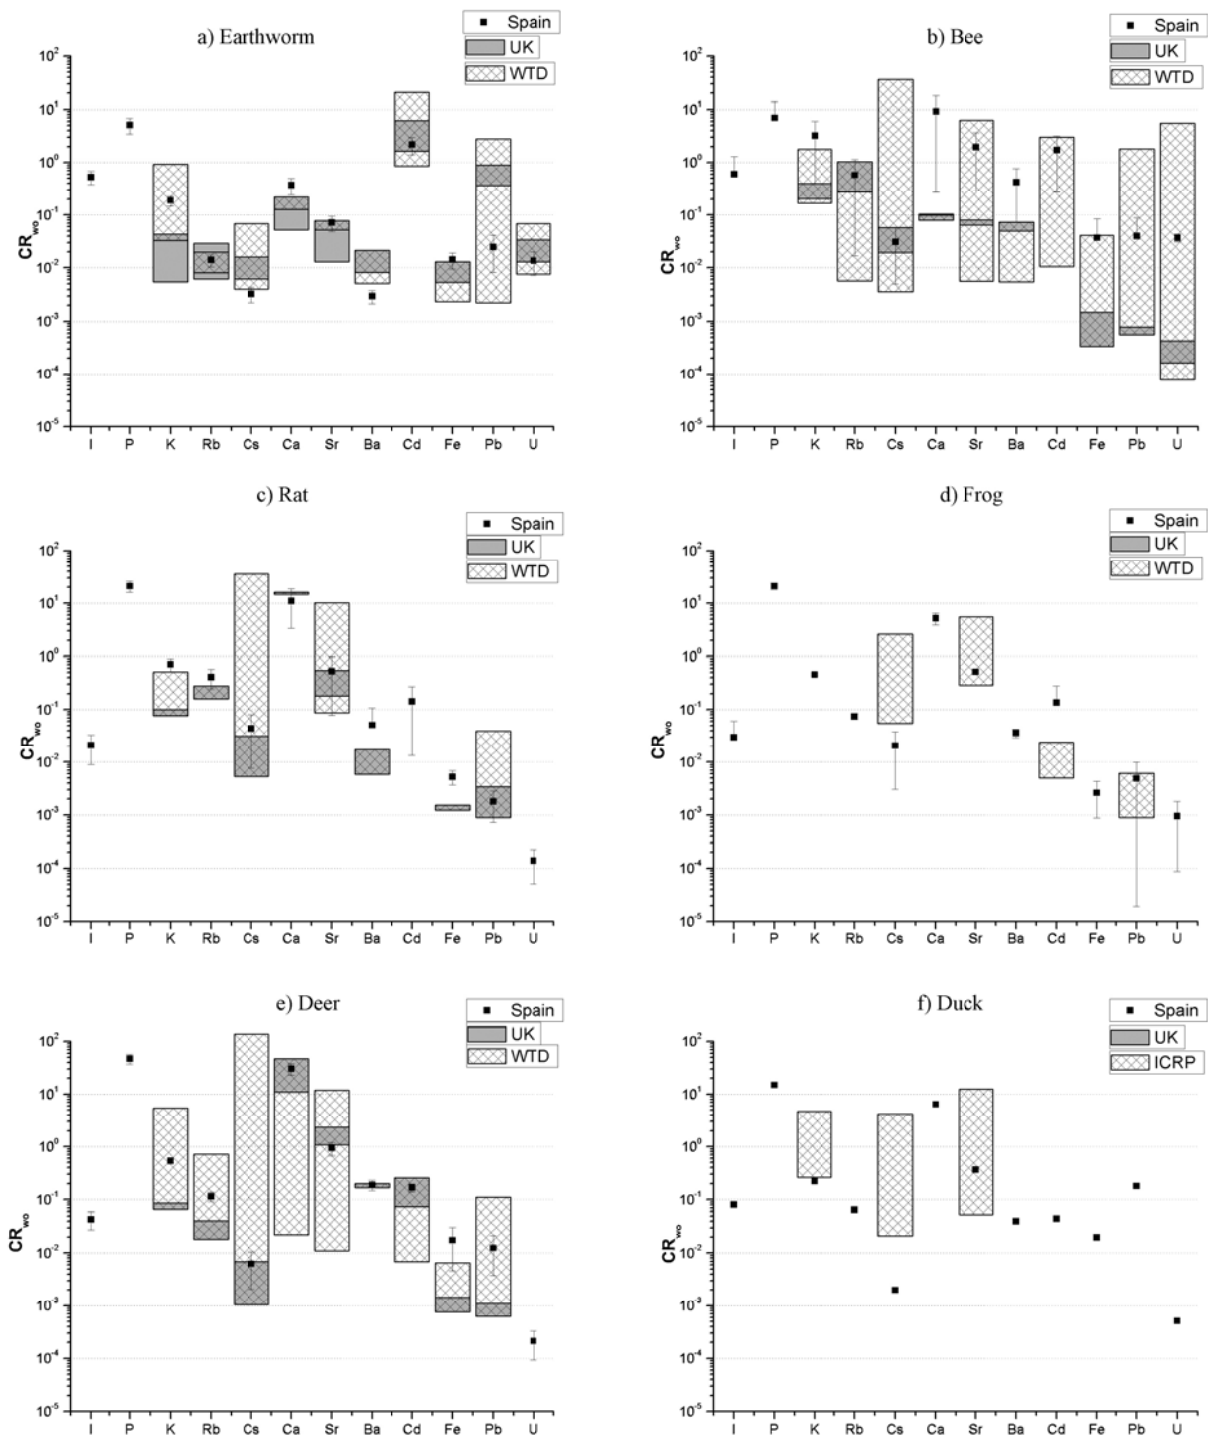 a) Earthworm
Spain
UK
WTD
CR_wo
10^2
10^1
10^0
10^-1
10^-2
10^-3
10^-4
10^-5
I P K Rb Cs Ca Sr Ba Cd Fe Pb U
b) Bee
Spain
UK
WTD
CR_wo
10^2
10^1
10^0
10^-1
10^-2
10^-3
10^-4
10^-5
I P K Rb Cs Ca Sr Ba Cd Fe Pb U
c) Rat
Spain
UK
WTD
CR_wo
10^2
10^1
10^0
10^-1
10^-2
10^-3
10^-4
10^-5
I P K Rb Cs Ca Sr Ba Cd Fe Pb U
d) Frog
Spain
UK
WTD
CR_wo
10^2
10^1
10^0
10^-1
10^-2
10^-3
10^-4
10^-5
I P K Rb Cs Ca Sr Ba Cd Fe Pb U
e) Deer
Spain
UK
WTD
CR_wo
10^2
10^1
10^0
10^-1
10^-2
10^-3
10^-4
10^-5
I P K Rb Cs Ca Sr Ba Cd Fe Pb U
f) Duck
Spain
UK
ICRP
CR_wo
10^2
10^1
10^0
10^-1
10^-2
10^-3
10^-4
10^-5
I P K Rb Cs Ca Sr Ba Cd Fe Pb U